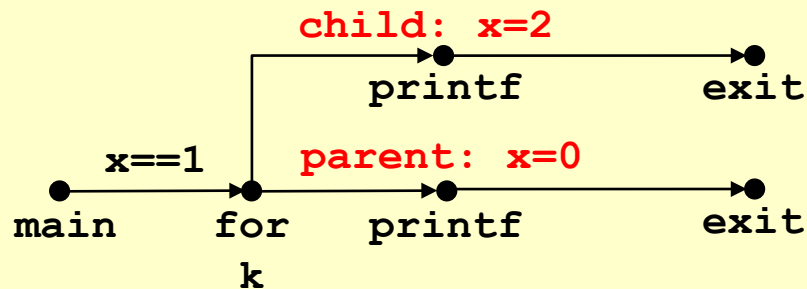 child: x=2
printf exit
x==1 parent: x=0
main for printf exit
k